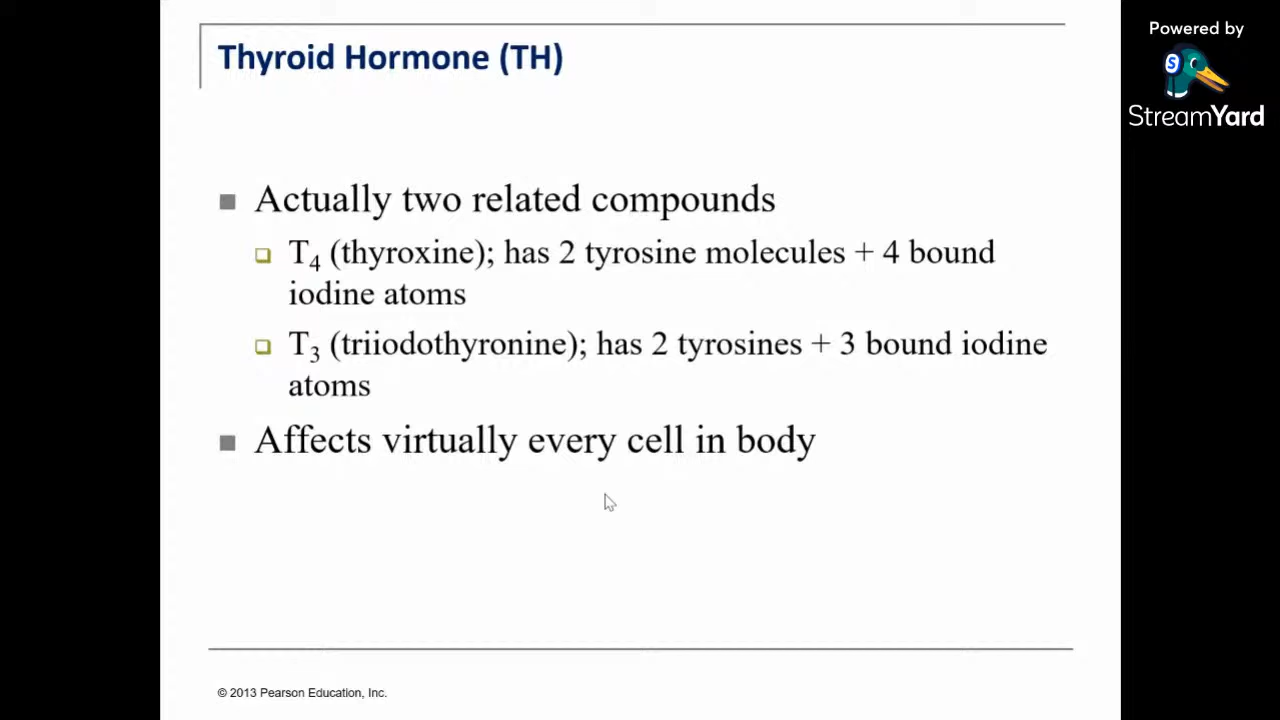 Thyroid Hormone (TH)
Powered by
StreamYard
■ Actually two related compounds
❑ T₄ (thyroxine); has 2 tyrosine molecules + 4 bound
iodine atoms
❑ T₃ (triiodothyronine); has 2 tyrosines + 3 bound iodine
atoms
■ Affects virtually every cell in body
© 2013 Pearson Education, Inc.